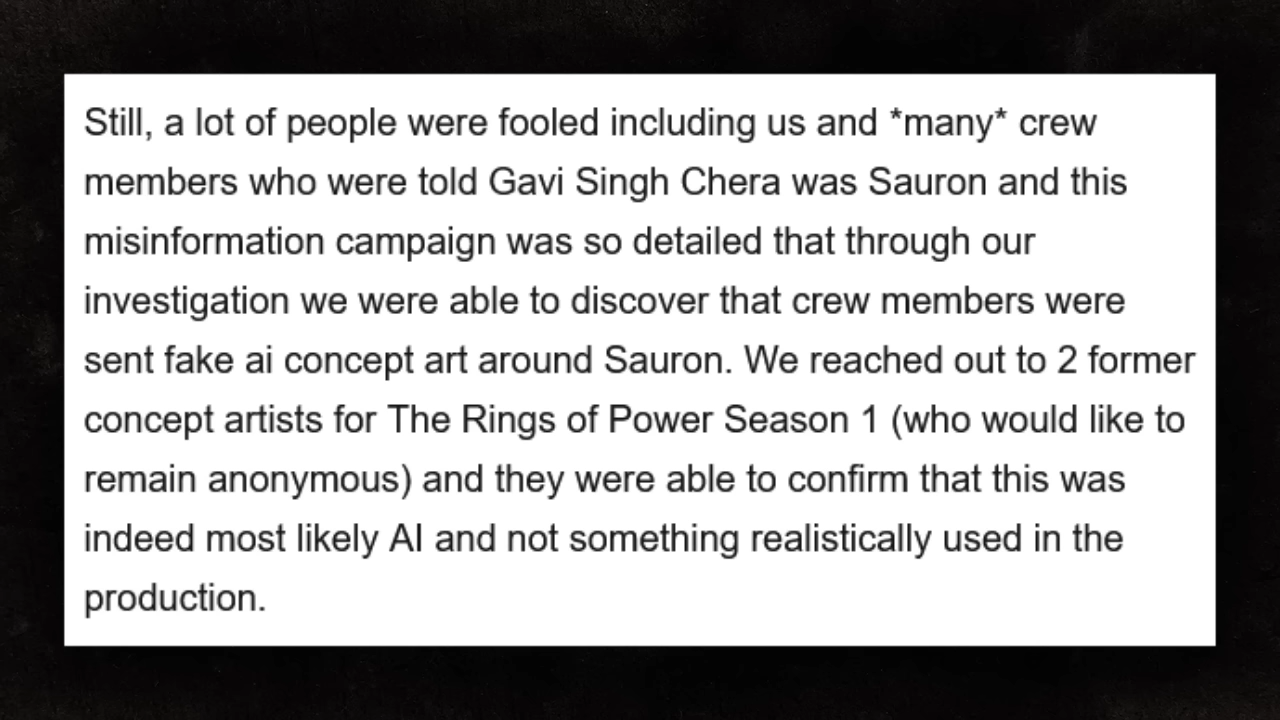 Still, a lot of people were fooled including us and *many* crew
members who were told Gavi Singh Chera was Sauron and this
misinformation campaign was so detailed that through our
investigation we were able to discover that crew members were
sent fake ai concept art around Sauron. We reached out to 2 former
concept artists for The Rings of Power Season 1 (who would like to
remain anonymous) and they were able to confirm that this was
indeed most likely AI and not something realistically used in the
production.